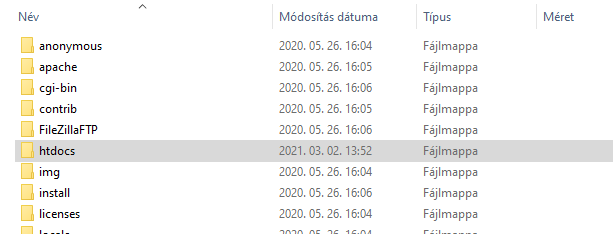 Név Módosítás dátuma Típus Méret
anonymous 2020. 05. 26. 16:04 Fájlmappa
apache 2020. 05. 26. 16:05 Fájlmappa
cgi-bin 2020. 05. 26. 16:06 Fájlmappa
contrib 2020. 05. 26. 16:05 Fájlmappa
FileZillaFTP 2020. 05. 26. 16:06 Fájlmappa
htdocs 2021. 03. 02. 13:52 Fájlmappa
img 2020. 05. 26. 16:04 Fájlmappa
install 2020. 05. 26. 16:06 Fájlmappa
licenses 2020. 05. 26. 16:04 Fájlmappa